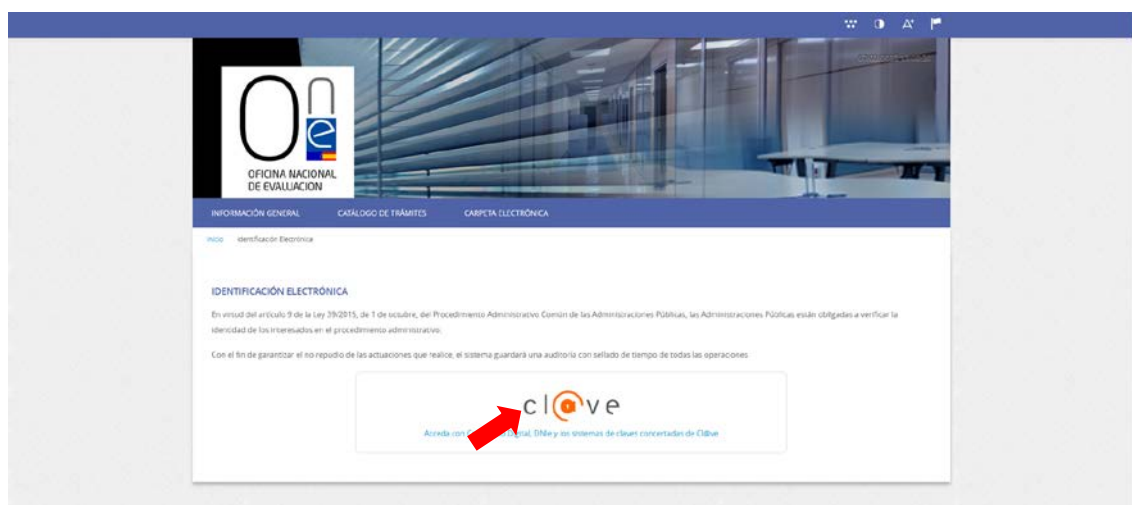 OFICINA NACIONAL
DE EVALUACION
INFORMACIÓN GENERAL CATÁLOGO DE TRÁMITES CARPETA ELECTRÓNICA
Inicio Identificación Electrónica
IDENTIFICACIÓN ELECTRÓNICA
En virtud del artículo 9 de la Ley 39/2015, de 1 de octubre, del Procedimiento Administrativo Común de las Administraciones Públicas, las Administraciones Públicas están obligadas a verificar la
identidad de los interesados en el procedimiento administrativo.
Con el fin de garantizar el no repudio de las actuaciones que realice, el sistema guardará una auditoría con sellado de tiempo de todas las operaciones
cl@ve
Acceda con Digital, DNIe y los sistemas de claves concertadas de Cl@ve